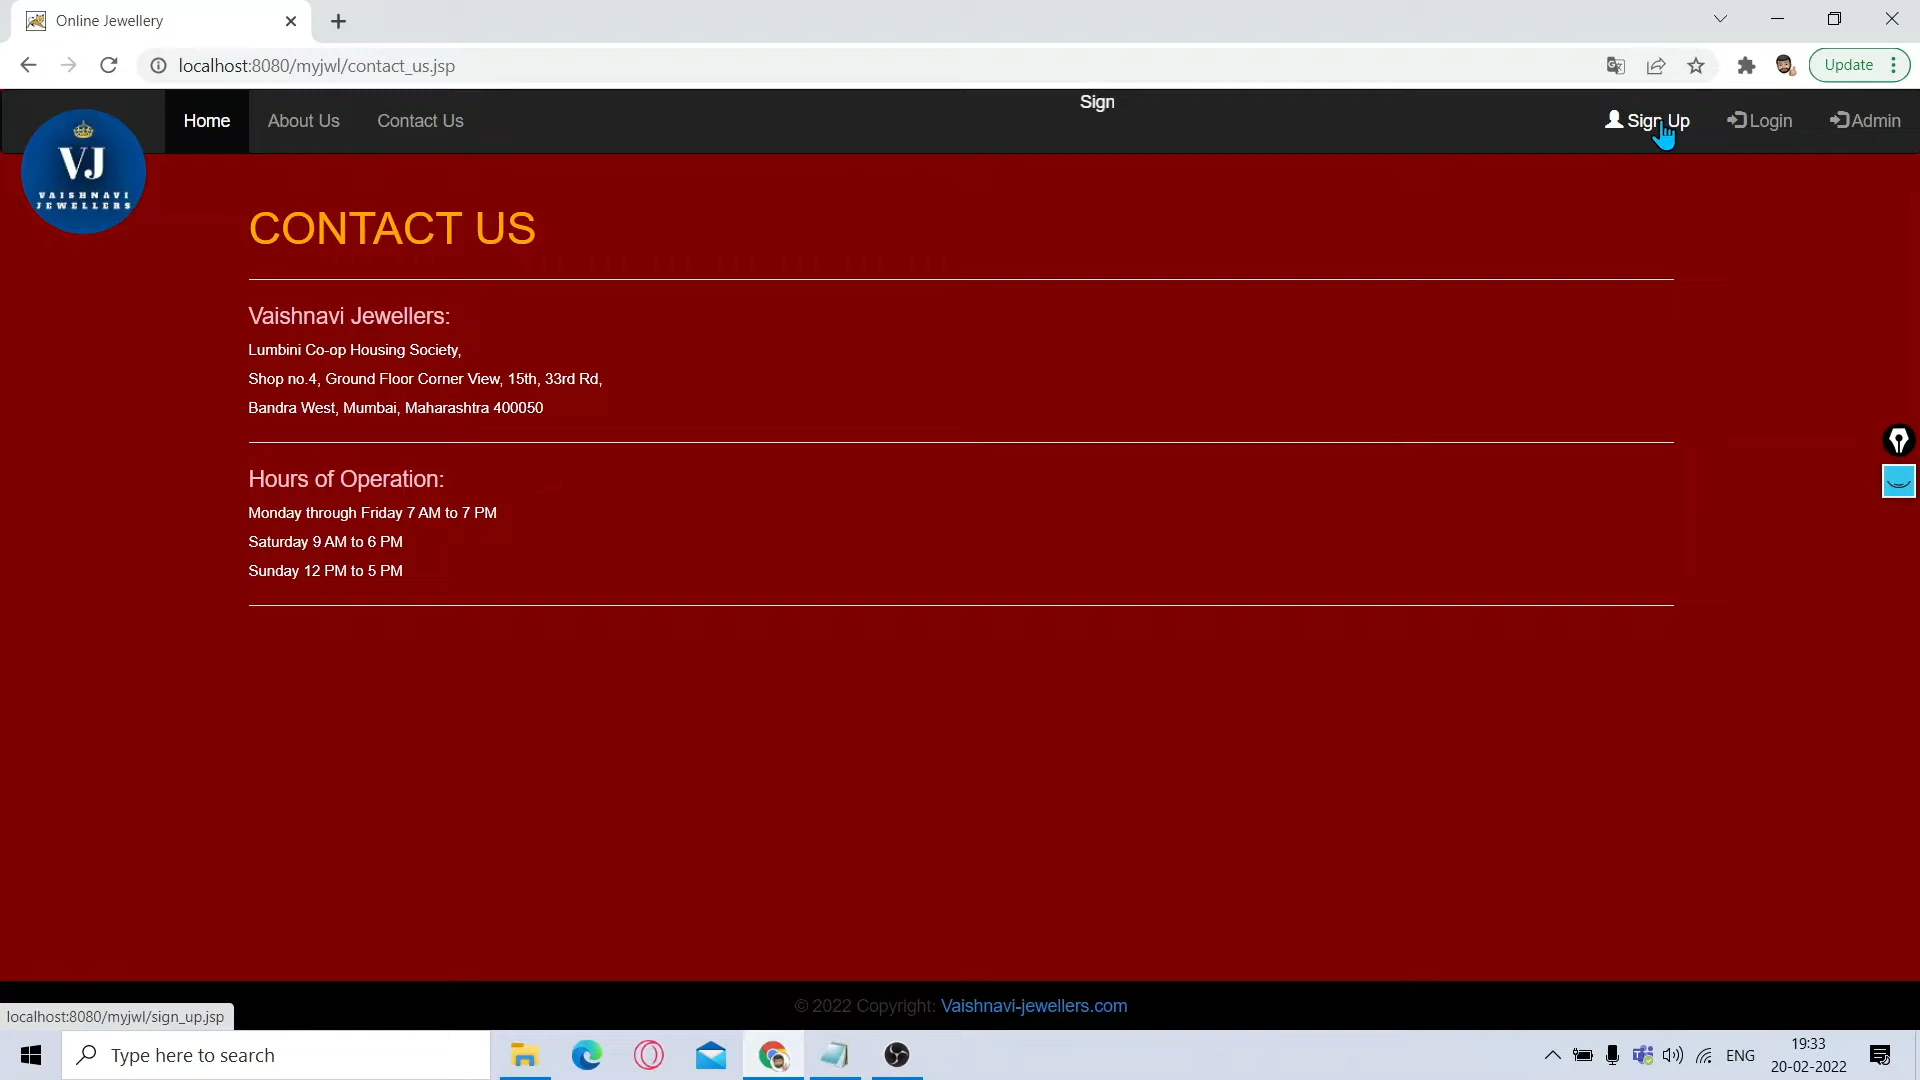 Online Jewellery
localhost:8080/myjwl/contact_us.jsp
Update
Sign
Home About Us Contact Us Sign Up Login Admin
VJ
VAISHNAVI
JEWELLERS
CONTACT US
Vaishnavi Jewellers:
Lumbini Co-op Housing Society,
Shop no.4, Ground Floor Corner View, 15th, 33rd Rd,
Bandra West, Mumbai, Maharashtra 400050
Hours of Operation:
Monday through Friday 7 AM to 7 PM
Saturday 9 AM to 6 PM
Sunday 12 PM to 5 PM
© 2022 Copyright: Vaishnavi-jewellers.com
localhost:8080/myjwl/sign_up.jsp
Type here to search
ENG
19:33
20-02-2022